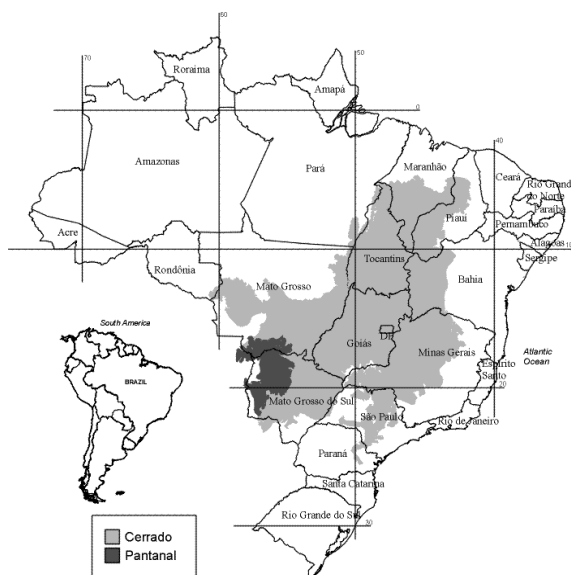 60
70
50
Roraima
Amapá
0
40
Amazonas
Pará
Maranhão
Ceará
Rio Grande
do Norte
Paraíba
Piauí
Pernambuco
Acre
Alagoas
10
Sergipe
Tocantins
Rondônia
Bahia
Mato Grosso
Goiás
DF
Minas Gerais
South America
Atlantic
Ocean
Espírito
Santo
BRAZIL
20
Mato Grosso do Sul
São Paulo
Rio de Janeiro
Paraná
Santa Catarina
Rio Grande do Sul
30
Cerrado
Pantanal